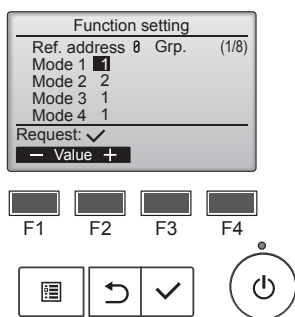 Function setting
Ref. address 0 Grp. (1/8)
Mode 1 1
Mode 2 2
Mode 3 1
Mode 4 1
Request: ✓
− Value +
F1 F2 F3 F4